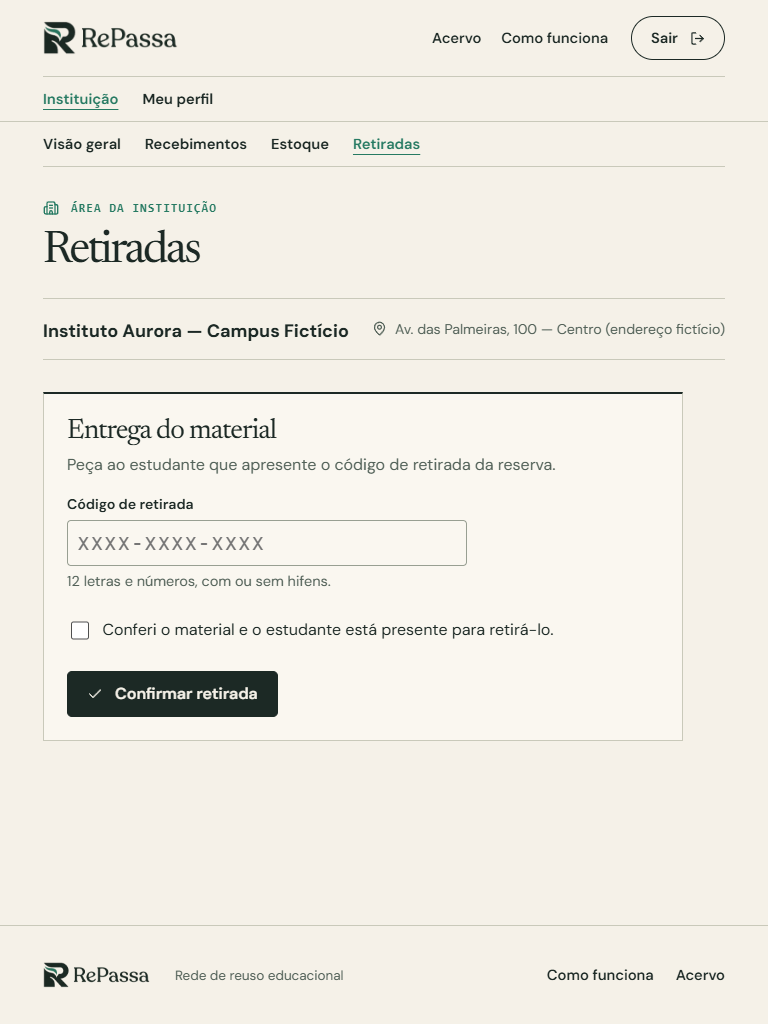 RePassa
Acervo Como funciona Sair
Instituição Meu perfil
Visão geral Recebimentos Estoque Retiradas
ÁREA DA INSTITUIÇÃO
Retiradas
Instituto Aurora — Campus Fictício Av. das Palmeiras, 100 — Centro (endereço fictício)
Entrega do material
Peça ao estudante que apresente o código de retirada da reserva.
Código de retirada
XXXX-XXXX-XXXX
12 letras e números, com ou sem hifens.
Conferi o material e o estudante está presente para retirá-lo.
Confirmar retirada
RePassa Rede de reuso educacional Como funciona Acervo